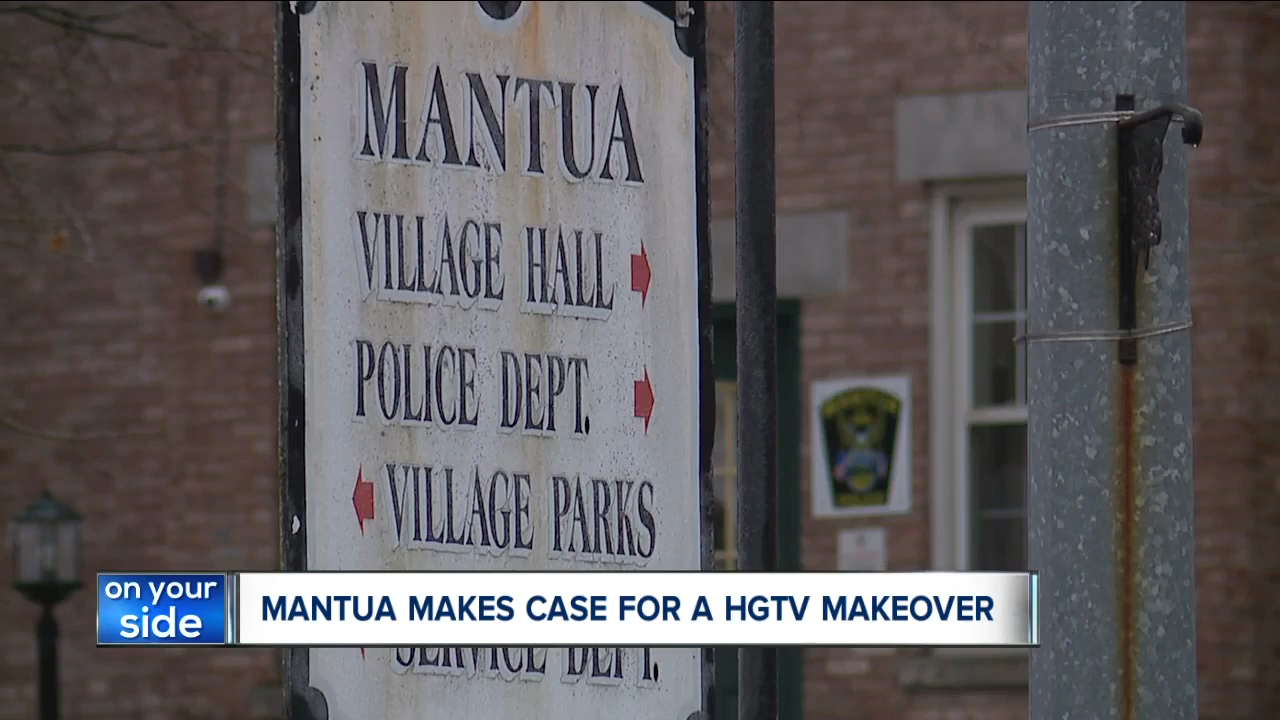 MANTUA
VILLAGE HALL
POLICE DEPT.
VILLAGE PARKS
on your
side
MANTUA MAKES CASE FOR A HGTV MAKEOVER
SERVICE DEPT.